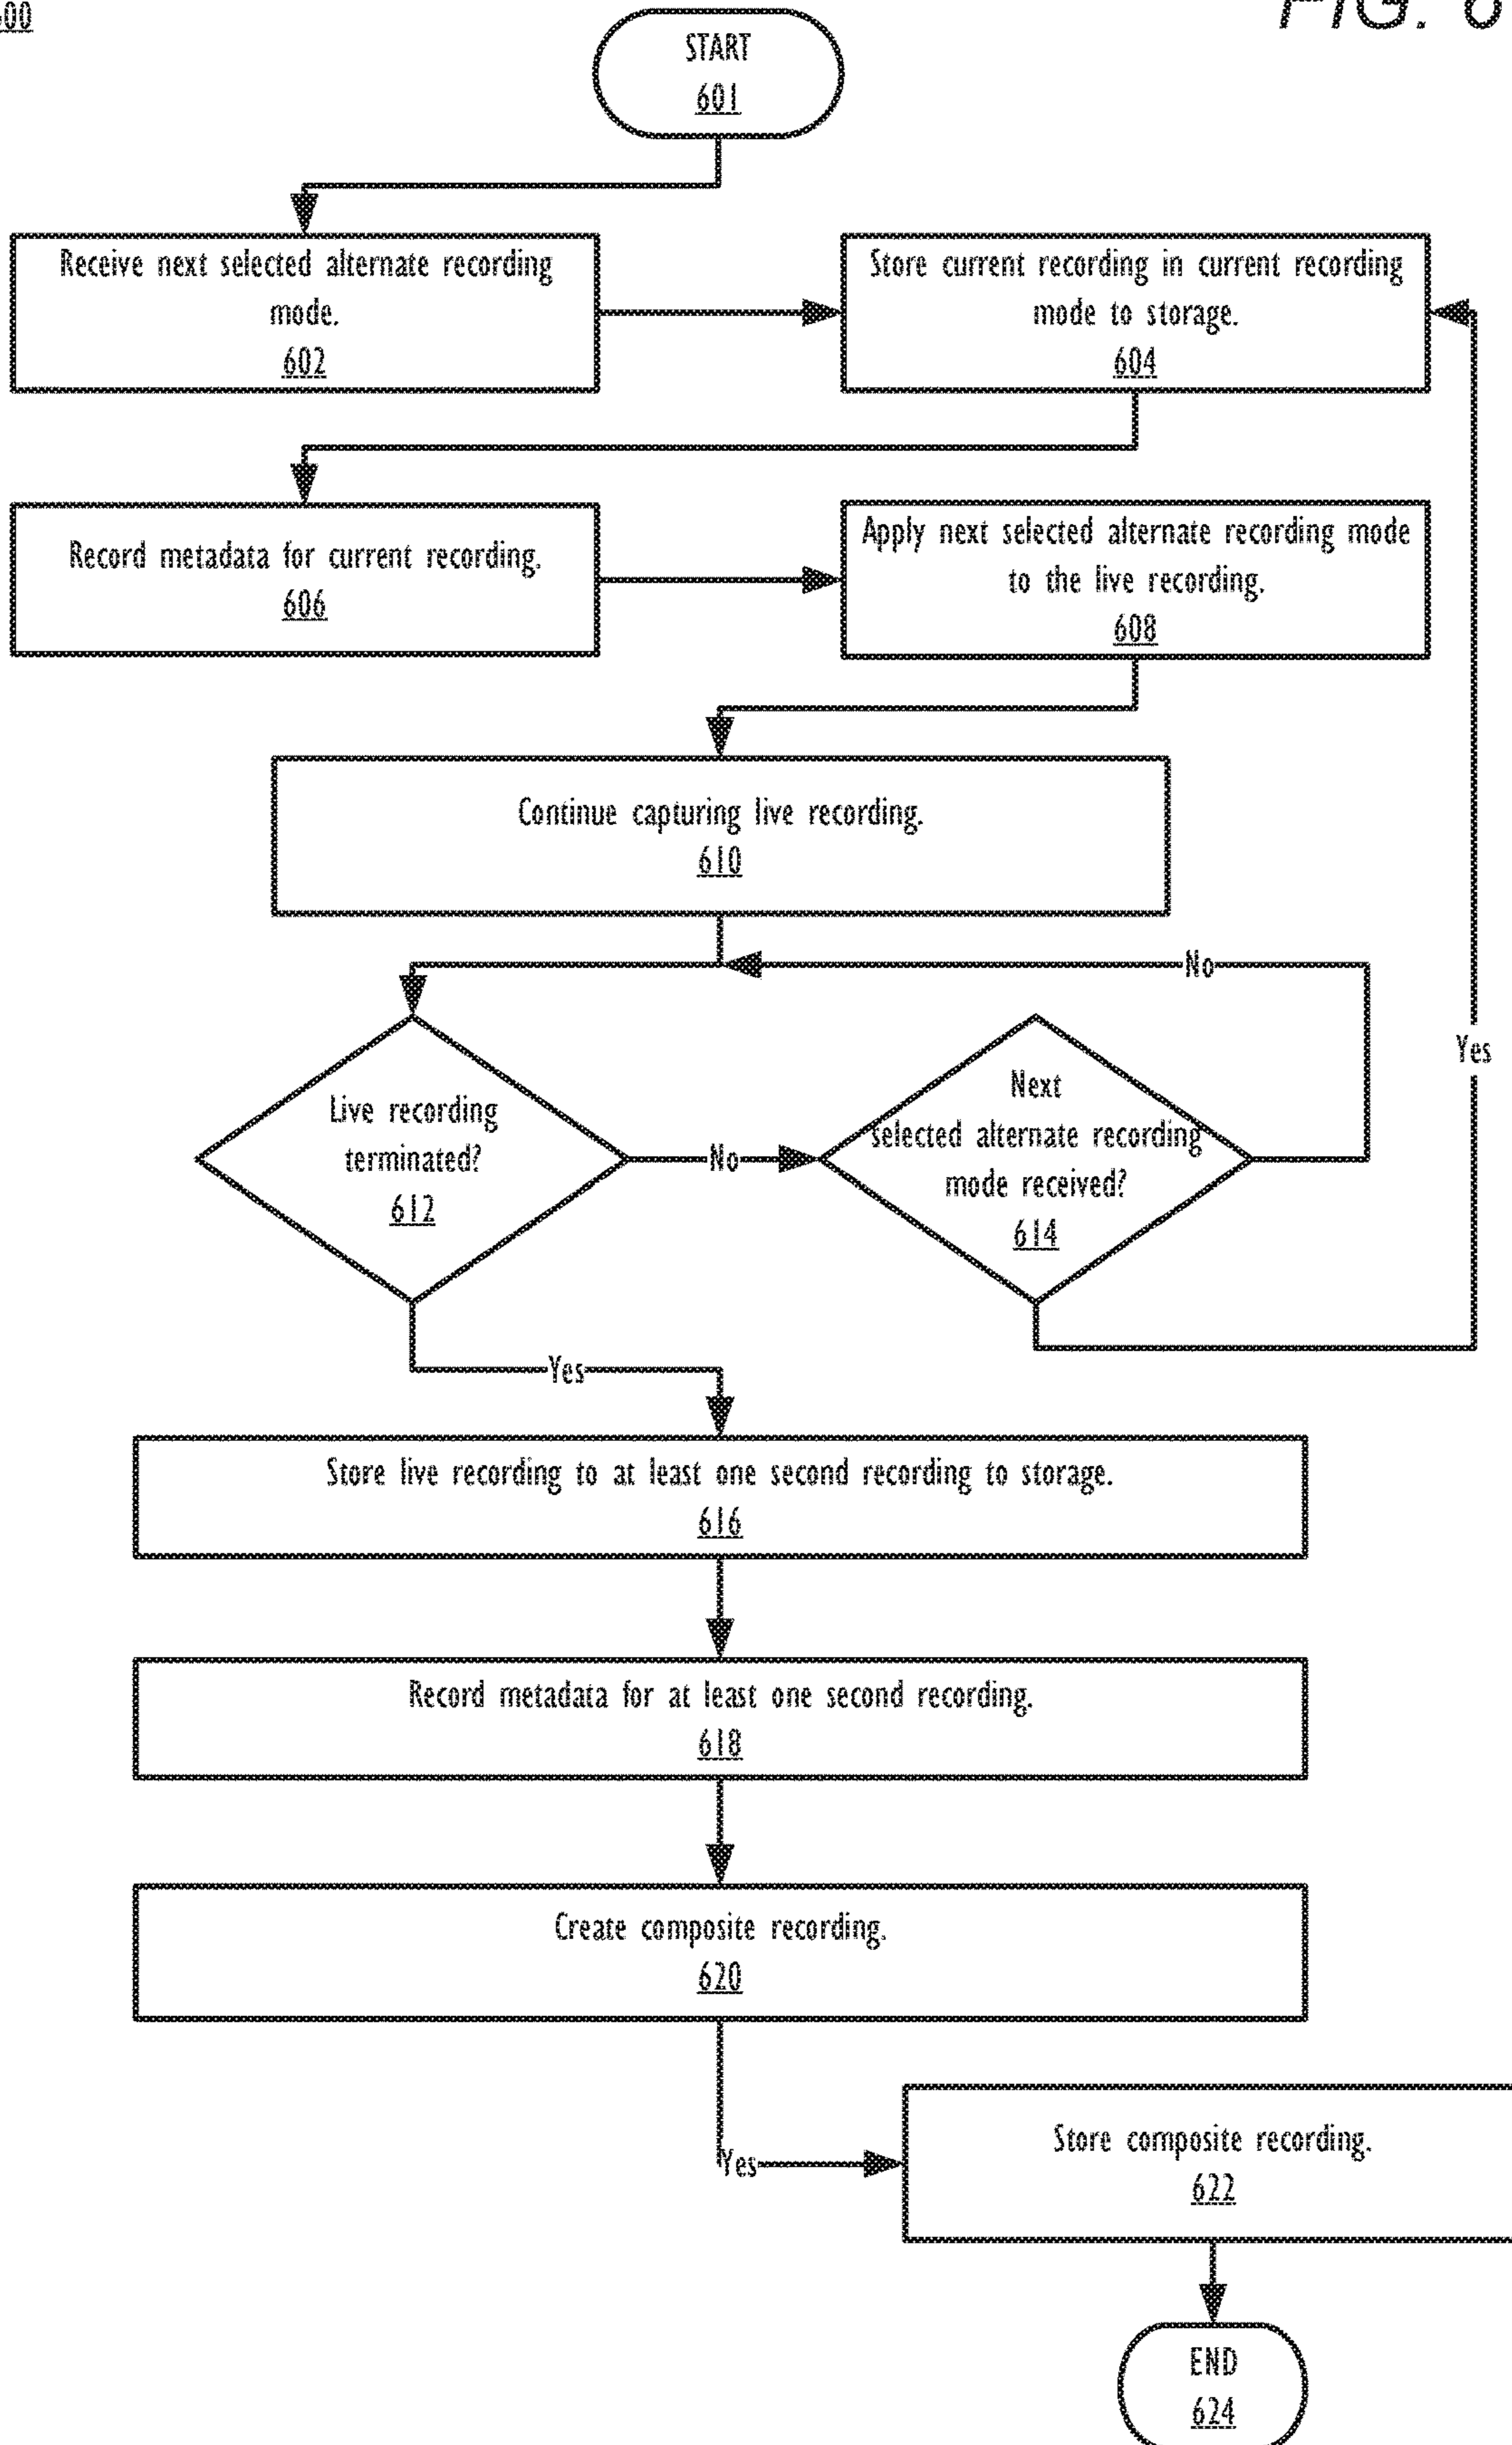 600
FIG. 6
START
601
Receive next selected alternate recording
mode.
602
Store current recording in current recording
mode to storage.
604
Record metadata for current recording.
606
Apply next selected alternate recording mode
to the live recording.
608
Continue capturing live recording.
610
No
Yes
Live recording
terminated?
612
No
Next
selected alternate recording
mode received?
614
Yes
Store live recording to at least one second recording to storage.
616
Record metadata for at least one second recording.
618
Create composite recording.
620
Yes
Store composite recording.
622
END
624